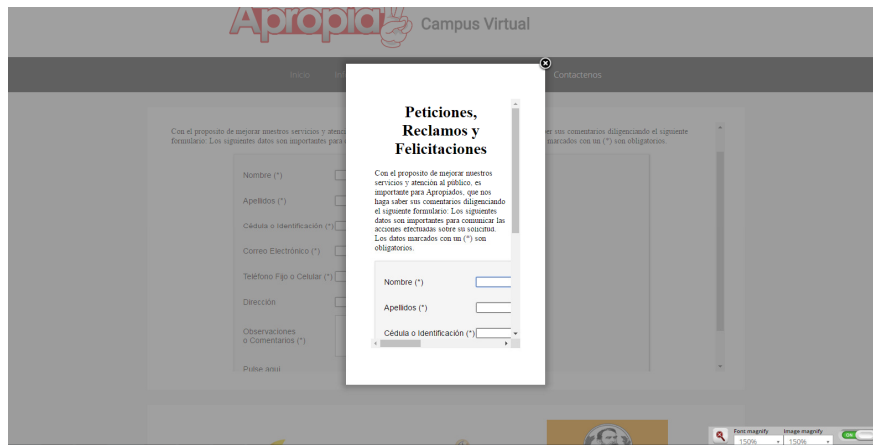 Apropia
Campus Virtual
Inicio
Contactenos
Peticiones,
Reclamos y
Felicitaciones
Con el proposito de mejorar nuestros
servicios y atención al público, es
importante para Apropiados, que nos
haga saber sus comentarios diligenciando
el siguiente formulario: Los siguientes
datos son importantes para comunicar las
acciones efectuadas sobre su solicitud.
Los datos marcados con un (*) son
obligatorios.
Nombre (*)
Apellidos (*)
Cédula o Identificación (*)
Con el proposito de mejorar nuestros servicios y
sus comentarios diligenciando el siguiente
formulario: Los siguientes datos son importantes para
marcados con un (*) son obligatorios.
Nombre (*)
Apellidos (*)
Cédula o Identificación (*)
Correo Electrónico (*)
Teléfono Fijo o Celular (*)
Dirección
Observaciones
o Comentarios (*)
Pulse aquí
Font magnify Image magnify
150% 150%
ON